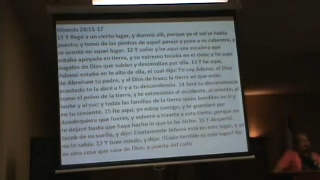 Génesis 28:11-17
11 Y llegó a un cierto lugar, y durmió allí, porque ya el sol se había
puesto; y tomó de las piedras de aquel paraje y puso a su cabecera, y
se acostó en aquel lugar. 12 Y soñó: y he aquí una escalera que
estaba apoyada en tierra, y su extremo tocaba en el cielo; y he aquí
ángeles de Dios que subían y descendían por ella. 13 Y he aquí,
Jehová estaba en lo alto de ella, el cual dijo: Yo soy Jehová, el Dios
de Abraham tu padre, y el Dios de Isaac; la tierra en que estás
acostado te la daré a ti y a tu descendencia. 14 Será tu descendencia
como el polvo de la tierra, y te extenderás al occidente, al oriente, al
norte y al sur; y todas las familias de la tierra serán benditas en ti y
en tu simiente. 15 He aquí, yo estoy contigo, y te guardaré por
dondequiera que fueres, y volveré a traerte a esta tierra; porque no
te dejaré hasta que haya hecho lo que te he dicho. 16 Y despertó
Jacob de su sueño, y dijo: Ciertamente Jehová está en este lugar, y yo
no lo sabía. 17 Y tuvo miedo, y dijo: ¡Cuán terrible es este lugar! No
es otra cosa que casa de Dios, y puerta del cielo.